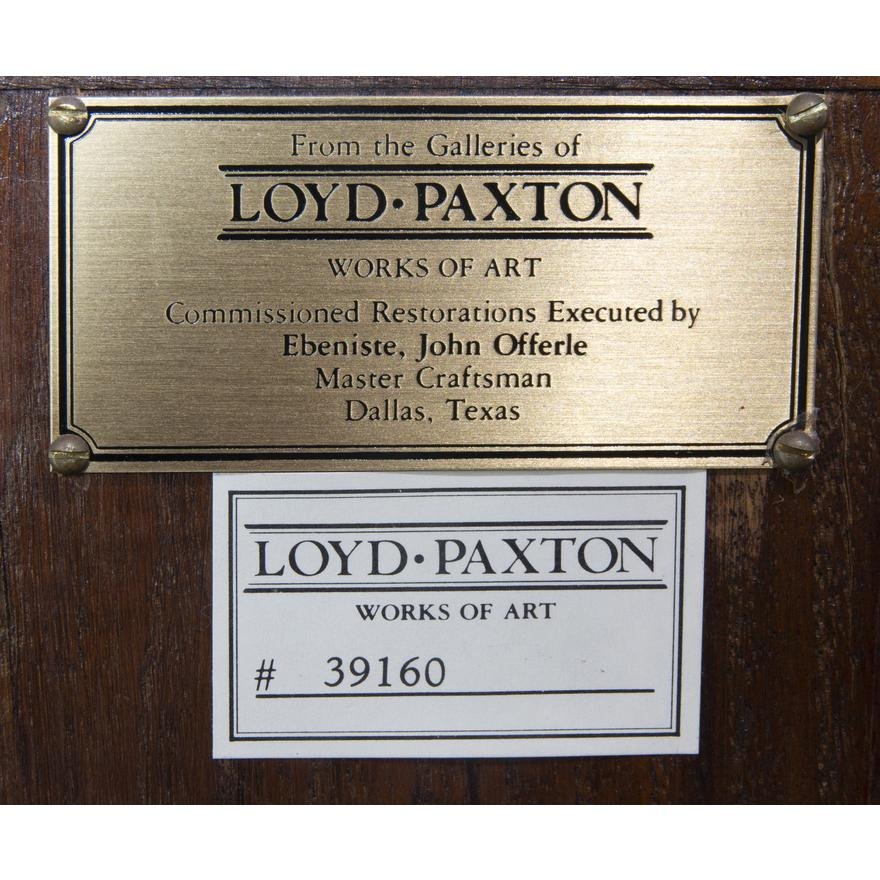 From the Galleries of
LOYD·PAXTON
WORKS OF ART
Commissioned Restorations Executed by
Ebeniste, John Offerle
Master Craftsman
Dallas, Texas
LOYD·PAXTON
WORKS OF ART
# 39160